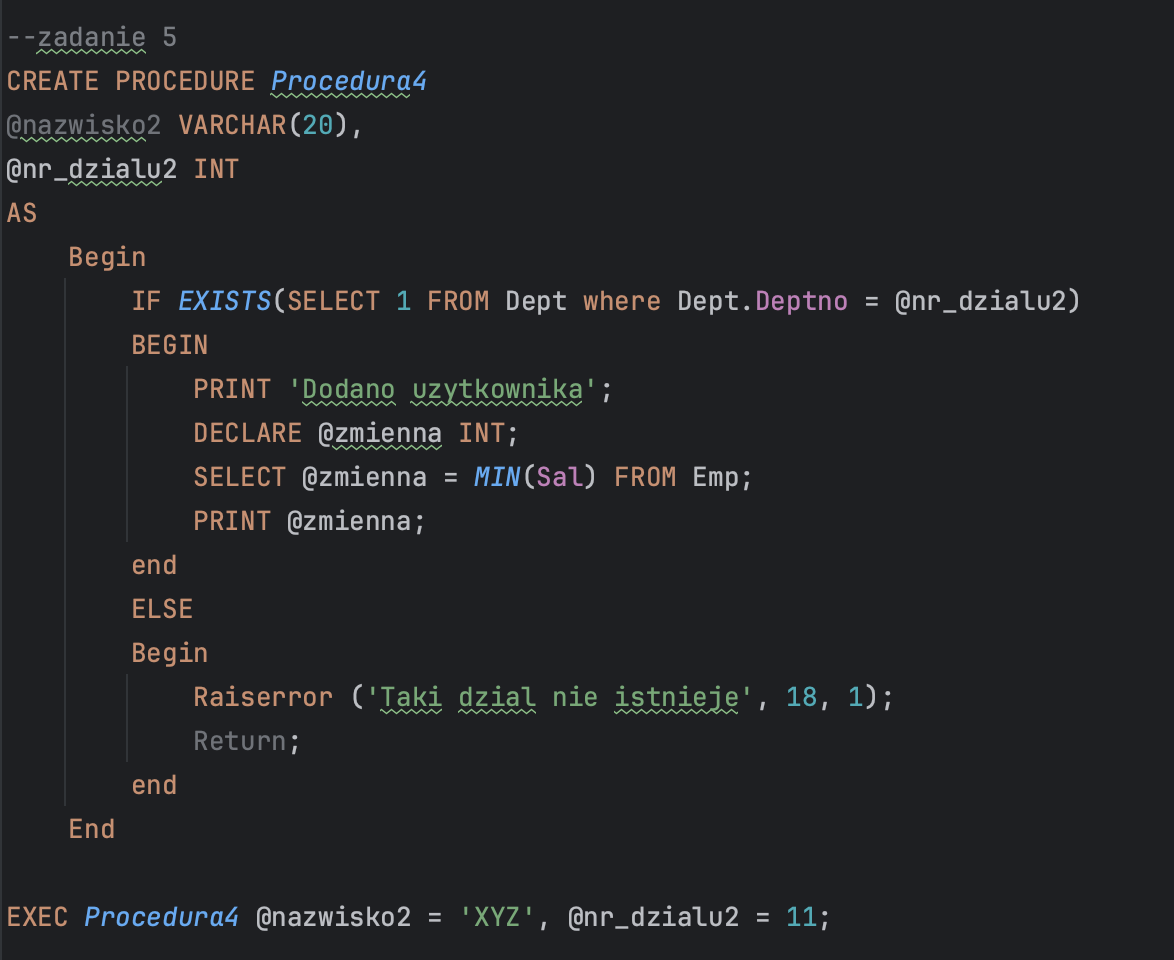 --zadanie 5
CREATE PROCEDURE Procedura4
@nazwisko2 VARCHAR(20),
@nr_dzialu2 INT
AS
    Begin
        IF EXISTS(SELECT 1 FROM Dept where Dept.Deptno = @nr_dzialu2)
        BEGIN
            PRINT 'Dodano uzytkownika';
            DECLARE @zmienna INT;
            SELECT @zmienna = MIN(Sal) FROM Emp;
            PRINT @zmienna;
        end
        ELSE
        Begin
            Raiserror ('Taki dzial nie istnieje', 18, 1);
            Return;
        end
    End
EXEC Procedura4 @nazwisko2 = 'XYZ', @nr_dzialu2 = 11;